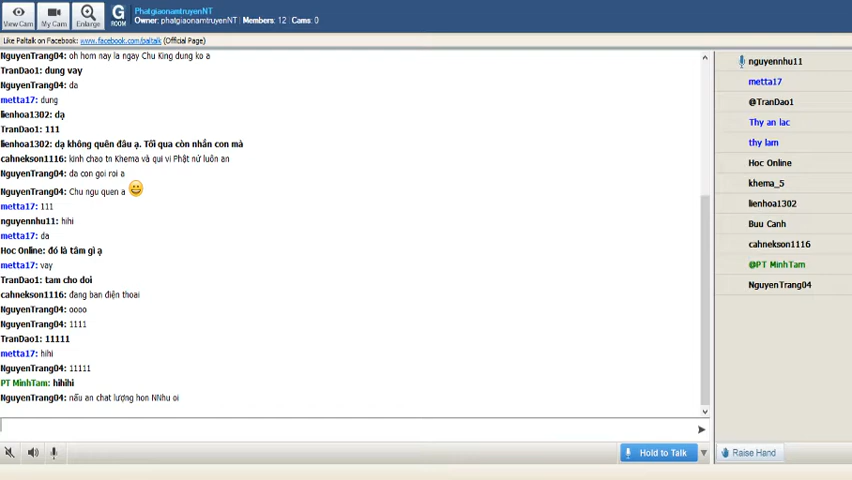 View Cam
My Cam
Enlarge
G
ROOM
PhatgiaonamtruyenNT
Owner: phatgiaonamtruyenNT | Members: 12 | Cams: 0
Like Paltalk on www.facebook.com/paltalk (Official Page)
NguyenTrang04: oh hom nay la ngay Chu King dung ko a
TranDao1: dung vay
NguyenTrang04: da
metta17: dung
lienhoa1302: dạ
TranDao1: 111
lienhoa1302: dạ không quên đâu ạ. Tối qua còn nhắn con mà
cahnekson1116: kinh chao tn Khema và qui vi Phật nử luôn an
NguyenTrang04: da con goi roi a
NguyenTrang04: Chu ngu quen a
metta17: 111
nguyennhu11: hihi
metta17: da
Hoc Online: đó là tâm gì ạ
metta17: vay
TranDao1: tam cho doi
cahnekson1116: đang ban điện thoai
NguyenTrang04: oooo
NguyenTrang04: 1111
TranDao1: 11111
metta17: hihi
NguyenTrang04: 11111
PT MinhTam: hihihi
NguyenTrang04: nấu an chat lượng hon NNhu oi
Hold to Talk
nguyennhu11
metta17
@TranDao1
Thy an lac
thy lam
Hoc Online
khema_5
lienhoa1302
Buu Canh
cahnekson1116
@PT MinhTam
NguyenTrang04
Raise Hand